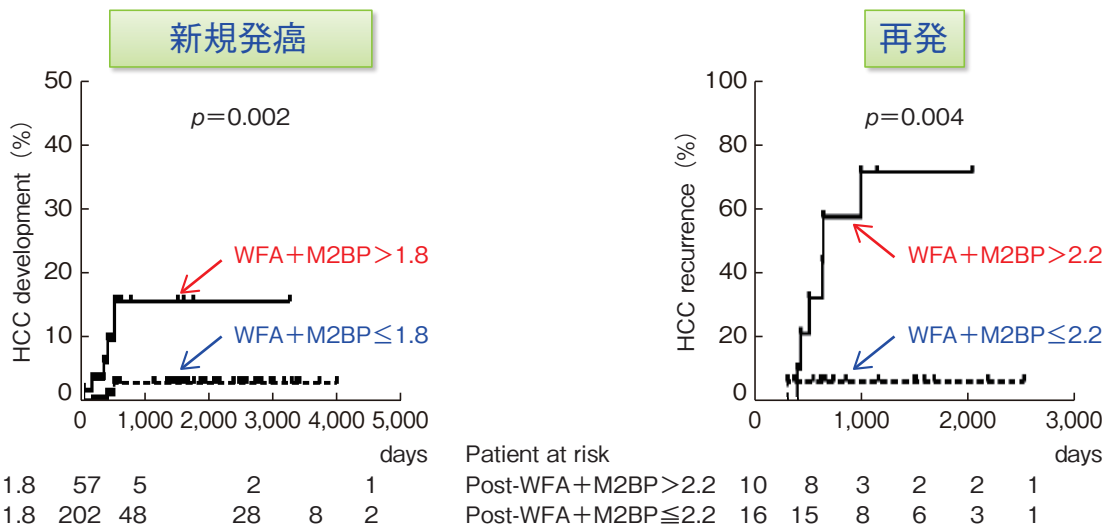 新規発癌
50
40
30
20
10
0
HCC development (%)
p=0.002
WFA+M2BP>1.8
WFA+M2BP≤1.8
0 1,000 2,000 3,000 4,000 5,000
days
1.8 57 5 2 1
1.8 202 48 28 8 2
再発
100
80
60
40
20
0
HCC recurrence (%)
p=0.004
WFA+M2BP>2.2
WFA+M2BP≤2.2
0 1,000 2,000 3,000
days
Patient at risk
Post-WFA+M2BP>2.2 10 8 3 2 2 1
Post-WFA+M2BP≦2.2 16 15 8 6 3 1